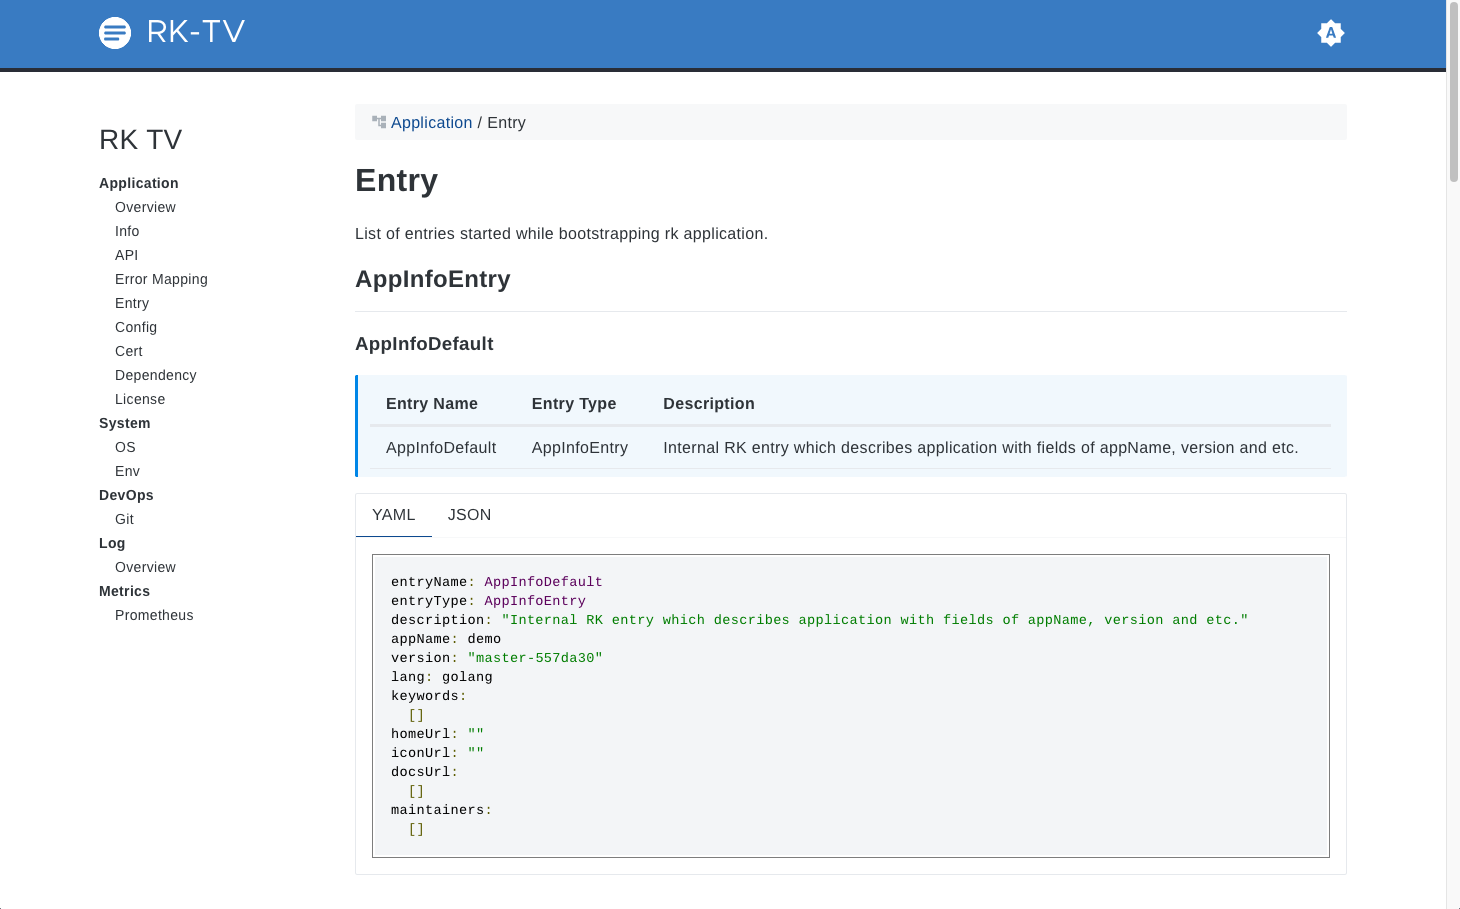 RK-TV
A
RK TV
Application
Overview
Info
API
Error Mapping
Entry
Config
Cert
Dependency
License
System
OS
Env
DevOps
Git
Log
Overview
Metrics
Prometheus
Application / Entry
Entry
List of entries started while bootstrapping rk application.
AppInfoEntry
AppInfoDefault
Entry Name Entry Type Description
AppInfoDefault AppInfoEntry Internal RK entry which describes application with fields of appName, version and etc.
YAML JSON
entryName: AppInfoDefault
entryType: AppInfoEntry
description: "Internal RK entry which describes application with fields of appName, version and etc."
appName: demo
version: "master-557da30"
lang: golang
keywords:
  []
homeUrl: ""
iconUrl: ""
docsUrl:
  []
maintainers:
  []